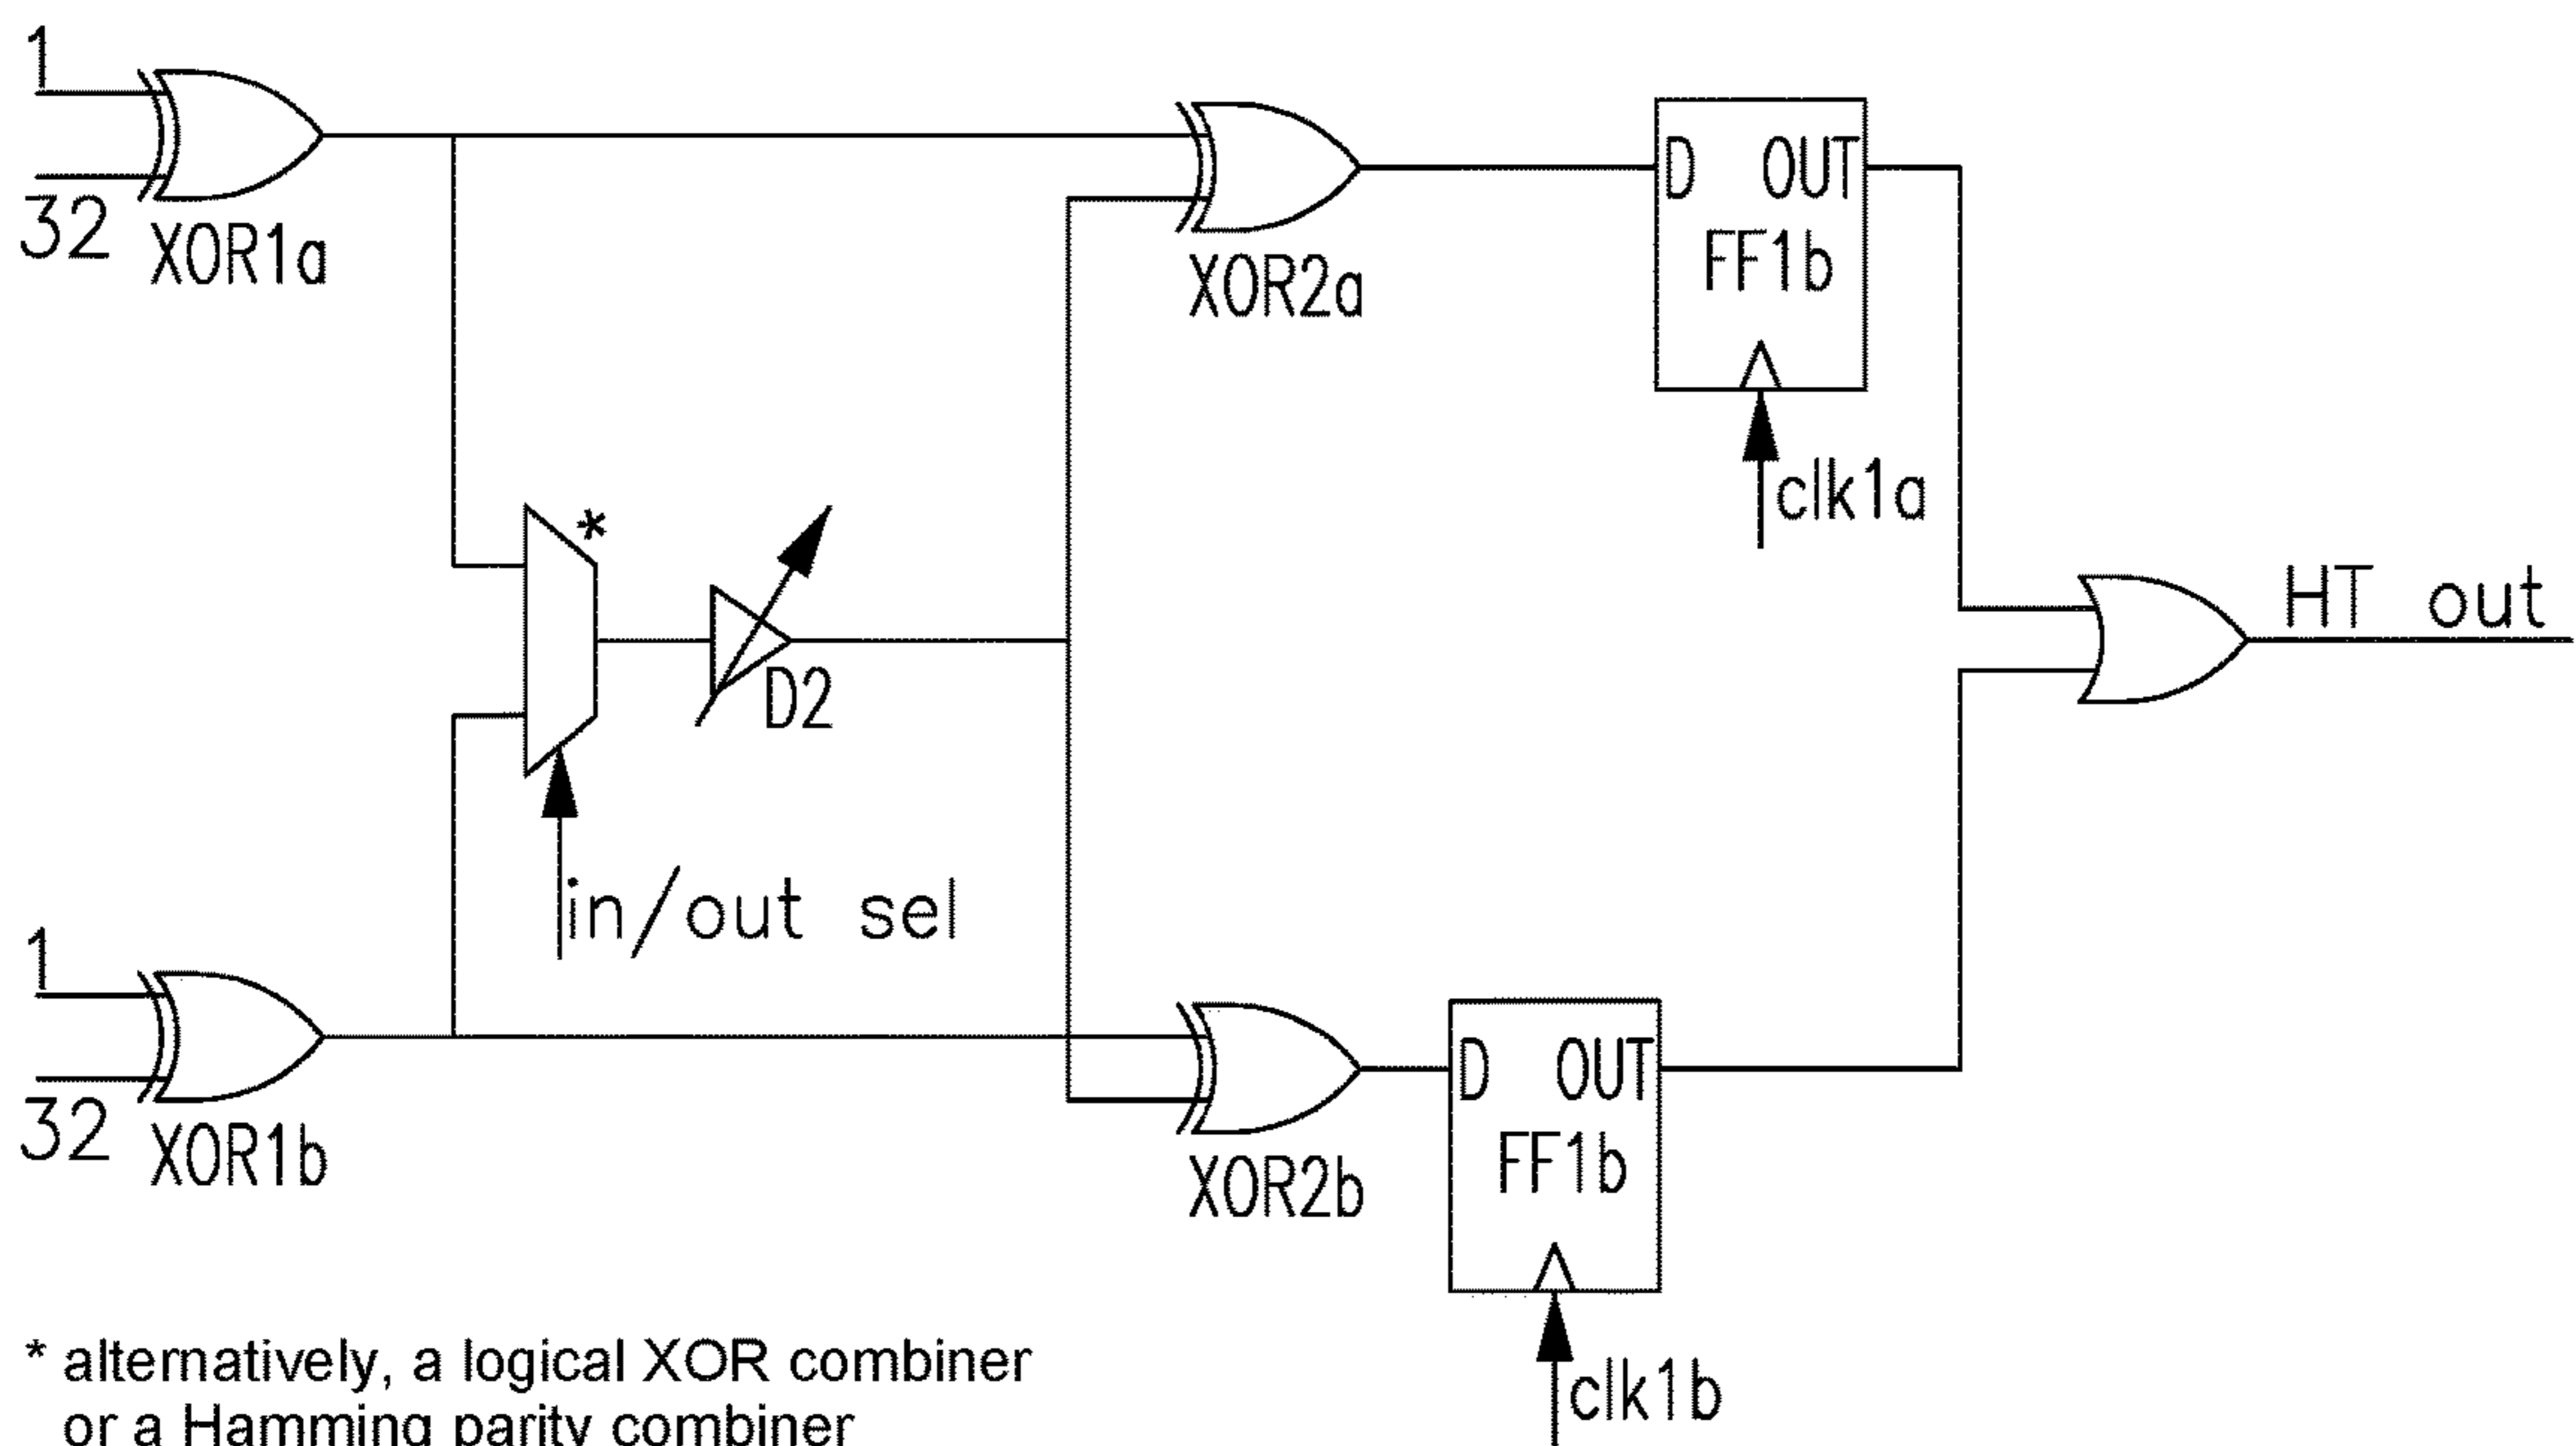 1
32
XOR1a
XOR2a
D OUT
FF1b
clk1a
*
D2
in/out sel
HT out
1
32
XOR1b
XOR2b
D OUT
FF1b
clk1b
* alternatively, a logical XOR combiner
or a Hamming parity combiner